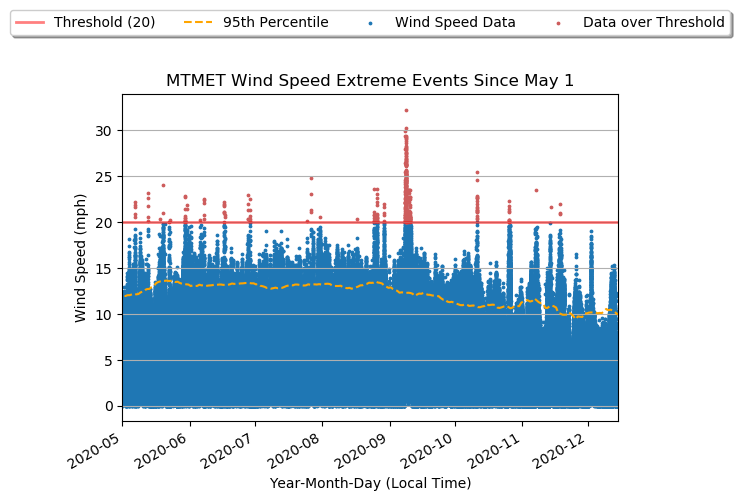 Threshold (20) 95th Percentile Wind Speed Data Data over Threshold
MTMET Wind Speed Extreme Events Since May 1
30
25
20
15
10
5
0
Wind Speed (mph)
2020-05 2020-06 2020-07 2020-08 2020-09 2020-10 2020-11 2020-12
Year-Month-Day (Local Time)